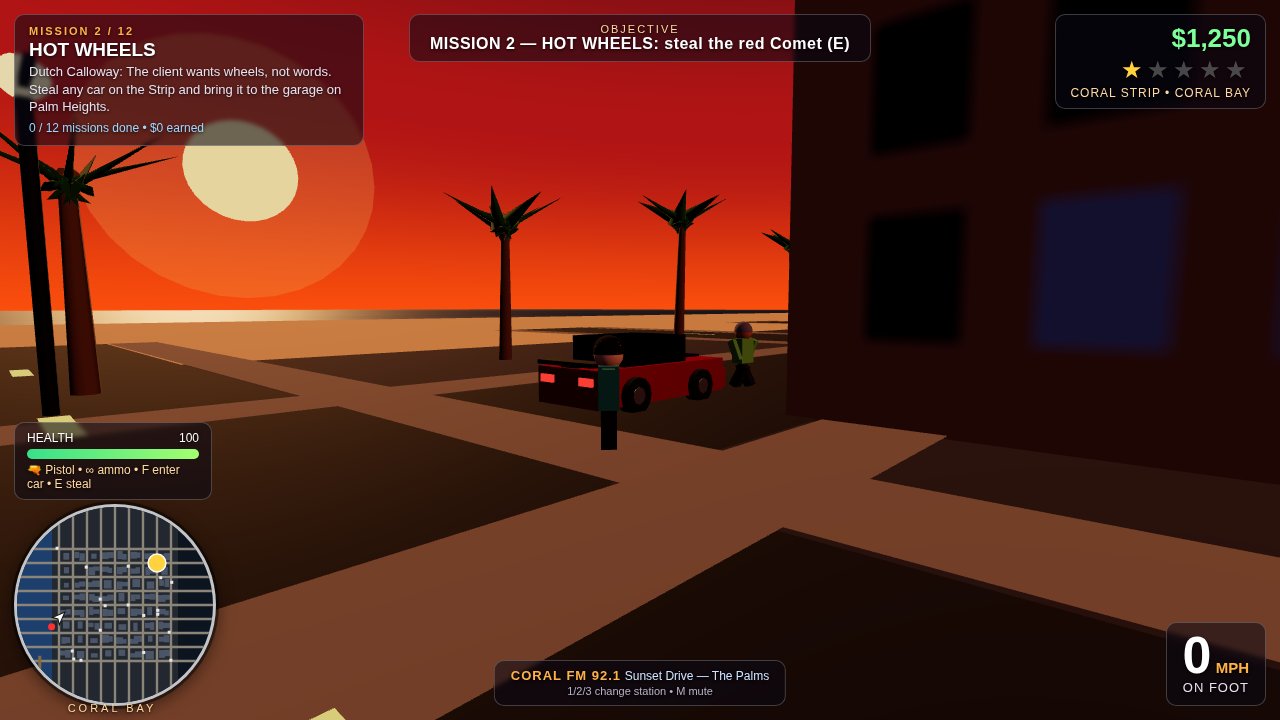 MISSION 2 / 12
HOT WHEELS
Dutch Calloway: The client wants wheels, not words.
Steal any car on the Strip and bring it to the garage on
Palm Heights.
0 / 12 missions done • $0 earned
OBJECTIVE
MISSION 2 — HOT WHEELS: steal the red Comet (E)
$1,250
CORAL STRIP • CORAL BAY
HEALTH 100
Pistol • ∞ ammo • F enter
car • E steal
CORAL BAY
CORAL FM 92.1 Sunset Drive — The Palms
1/2/3 change station • M mute
0 MPH
ON FOOT